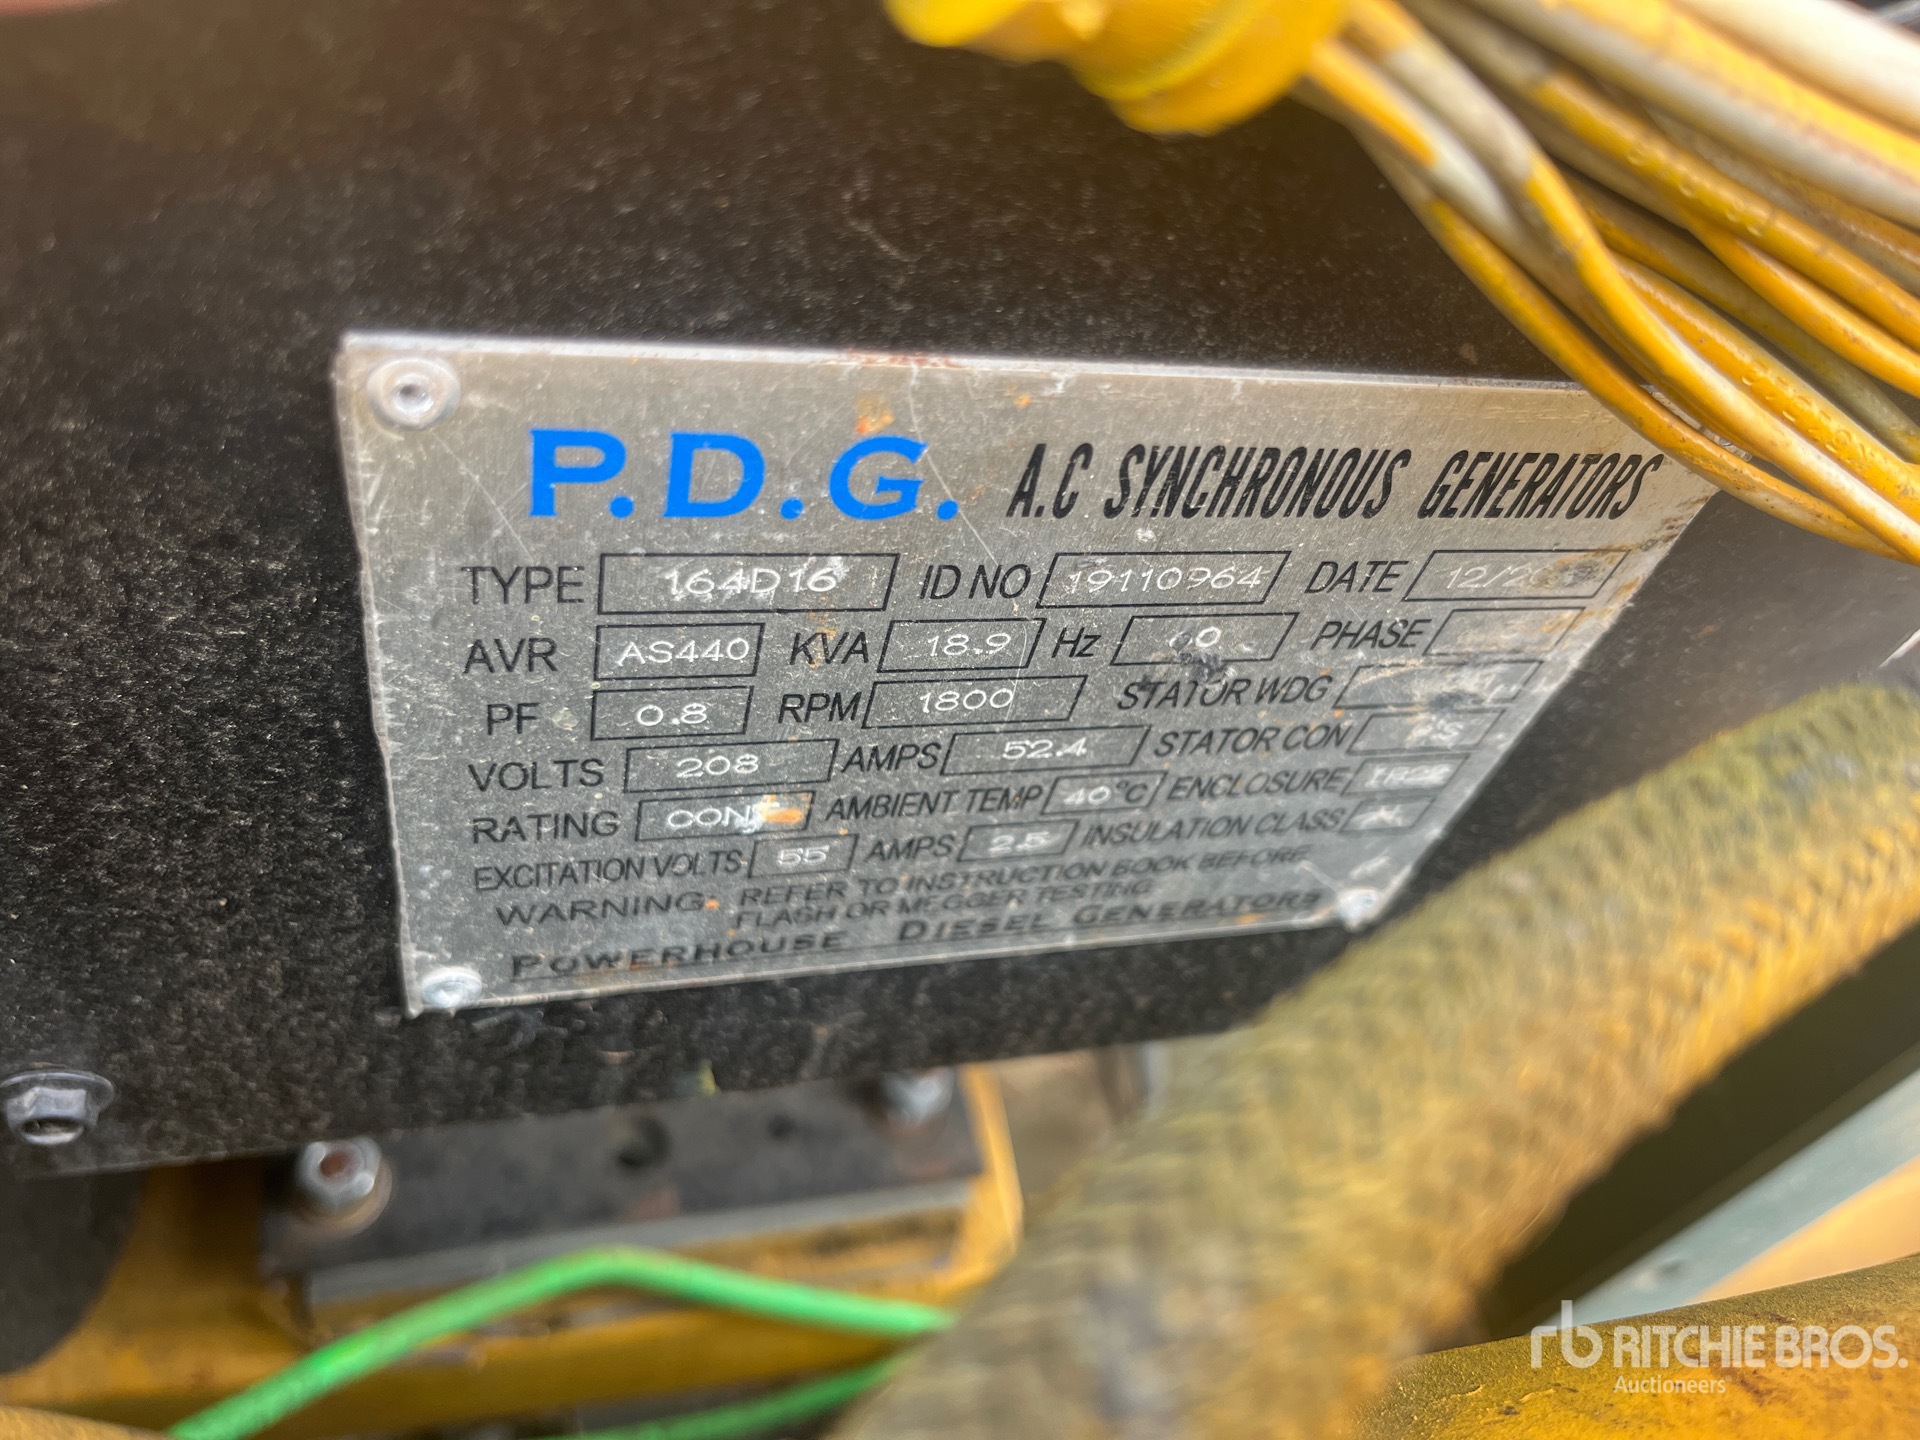 P.D.G. A.C SYNCHRONOUS GENERATORS
TYPE 164D16 ID NO 19110964 DATE
AVR AS440 KVA 18.9 Hz 60 PHASE
PF 0.8 RPM 1800 STATOR WDG
VOLTS 208 AMPS 52.4 STATOR CON
RATING CONT AMBIENT TEMP 40°C ENCLOSURE
EXCITATION VOLTS 55 AMPS 2.5 INSULATION CLASS
WARNING. REFER TO INSTRUCTION BOOK BEFORE
FLASH OR MEGGER TESTING
POWERHOUSE DIESEL GENERATORS
rb RITCHIE BROS.
Auctioneers